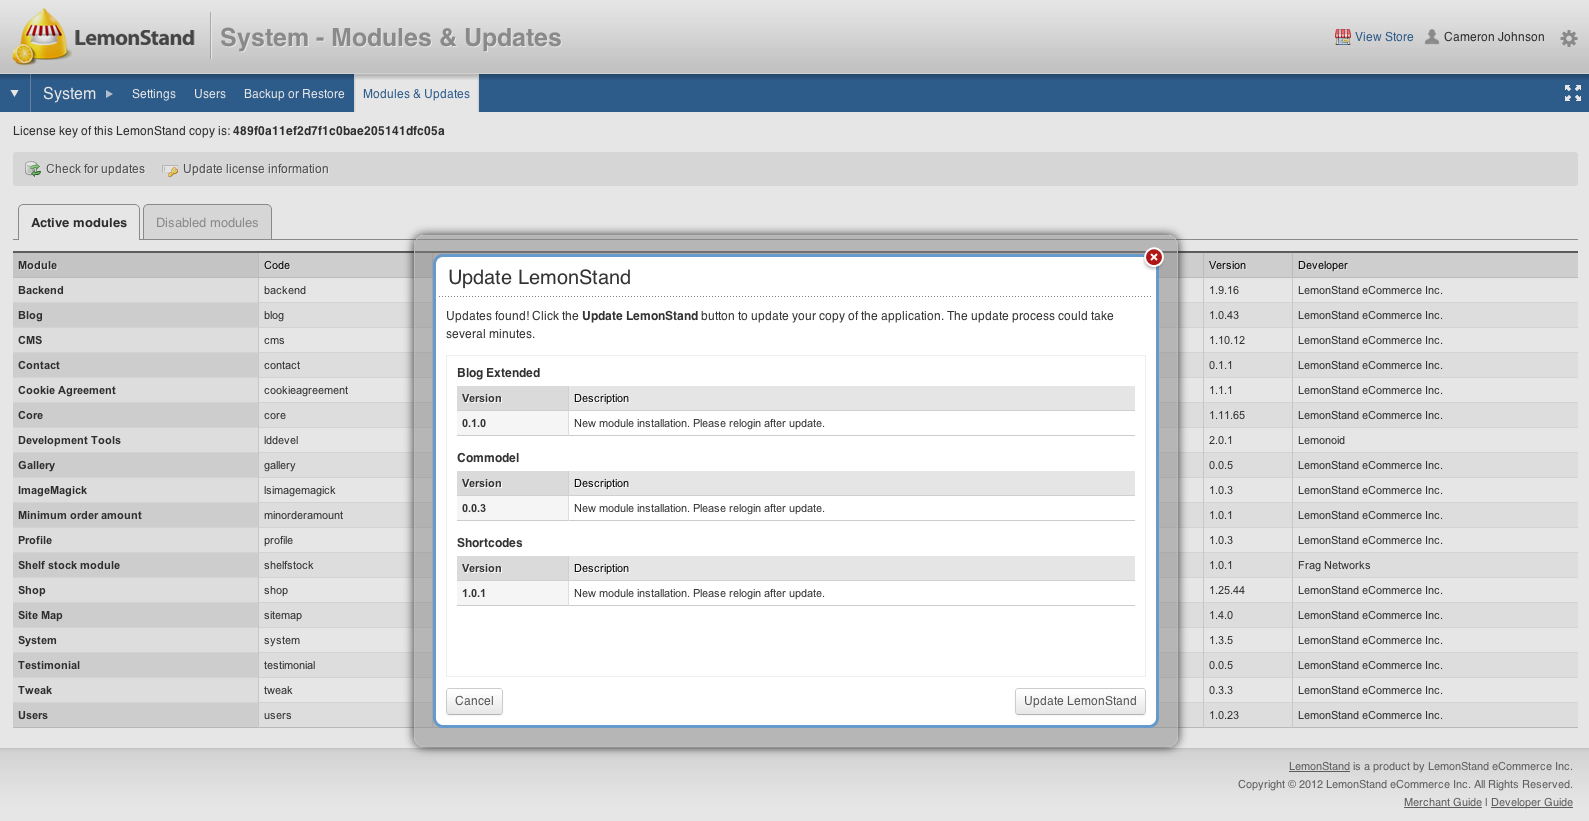 LemonStand
System - Modules & Updates
View Store
Cameron Johnson
System
Settings
Users
Backup or Restore
Modules & Updates
License key of this LemonStand copy is: 489f0a11ef2d7f1c0bae205141dfc05a
Check for updates
Update license information
Active modules
Disabled modules
Module Code Version Developer
Backend backend 1.9.16 LemonStand eCommerce Inc.
Blog blog 1.0.43 LemonStand eCommerce Inc.
CMS cms 1.10.12 LemonStand eCommerce Inc.
Contact contact 0.1.1 LemonStand eCommerce Inc.
Cookie Agreement cookieagreement 1.1.1 LemonStand eCommerce Inc.
Core core 1.11.65 LemonStand eCommerce Inc.
Development Tools lddevel 2.0.1 Lemonoid
Gallery gallery 0.0.5 LemonStand eCommerce Inc.
ImageMagick lsimagemagick 1.0.3 LemonStand eCommerce Inc.
Minimum order amount minorderamount 1.0.1 LemonStand eCommerce Inc.
Profile profile 1.0.3 LemonStand eCommerce Inc.
Shelf stock module shelfstock 1.0.1 Frag Networks
Shop shop 1.25.44 LemonStand eCommerce Inc.
Site Map sitemap 1.4.0 LemonStand eCommerce Inc.
System system 1.3.5 LemonStand eCommerce Inc.
Testimonial testimonial 0.0.5 LemonStand eCommerce Inc.
Tweak tweak 0.3.3 LemonStand eCommerce Inc.
Users users 1.0.23 LemonStand eCommerce Inc.
Update LemonStand
Updates found! Click the Update LemonStand button to update your copy of the application. The update process could take
several minutes.
Blog Extended
Version Description
0.1.0 New module installation. Please relogin after update.
Commodel
Version Description
0.0.3 New module installation. Please relogin after update.
Shortcodes
Version Description
1.0.1 New module installation. Please relogin after update.
Cancel
Update LemonStand
LemonStand is a product by LemonStand eCommerce Inc.
Copyright © 2012 LemonStand eCommerce Inc. All Rights Reserved.
Merchant Guide | Developer Guide